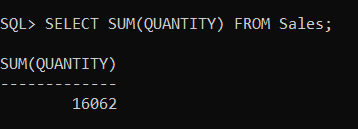 SQL> SELECT SUM(QUANTITY) FROM Sales;
SUM(QUANTITY)
-------------
16062